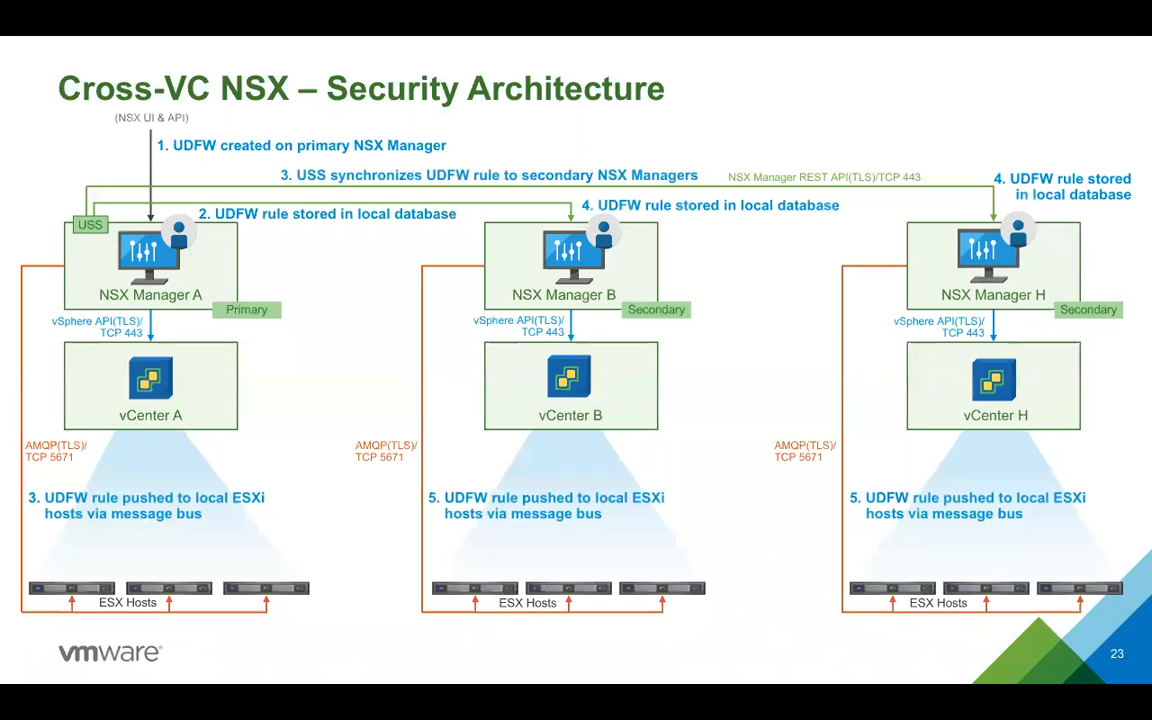 Cross-VC NSX – Security Architecture
(NSX UI & API)
1. UDFW created on primary NSX Manager
3. USS synchronizes UDFW rule to secondary NSX Managers
NSX Manager REST API(TLS)/TCP 443
4. UDFW rule stored
in local database
2. UDFW rule stored in local database
4. UDFW rule stored in local database
USS
NSX Manager A
Primary
NSX Manager B
Secondary
NSX Manager H
Secondary
vSphere API(TLS)/
TCP 443
vSphere API(TLS)/
TCP 443
vSphere API(TLS)/
TCP 443
vCenter A
vCenter B
vCenter H
AMQP(TLS)/
TCP 5671
AMQP(TLS)/
TCP 5671
AMQP(TLS)/
TCP 5671
3. UDFW rule pushed to local ESXi
hosts via message bus
5. UDFW rule pushed to local ESXi
hosts via message bus
5. UDFW rule pushed to local ESXi
hosts via message bus
ESX Hosts
ESX Hosts
ESX Hosts
vmware®
23